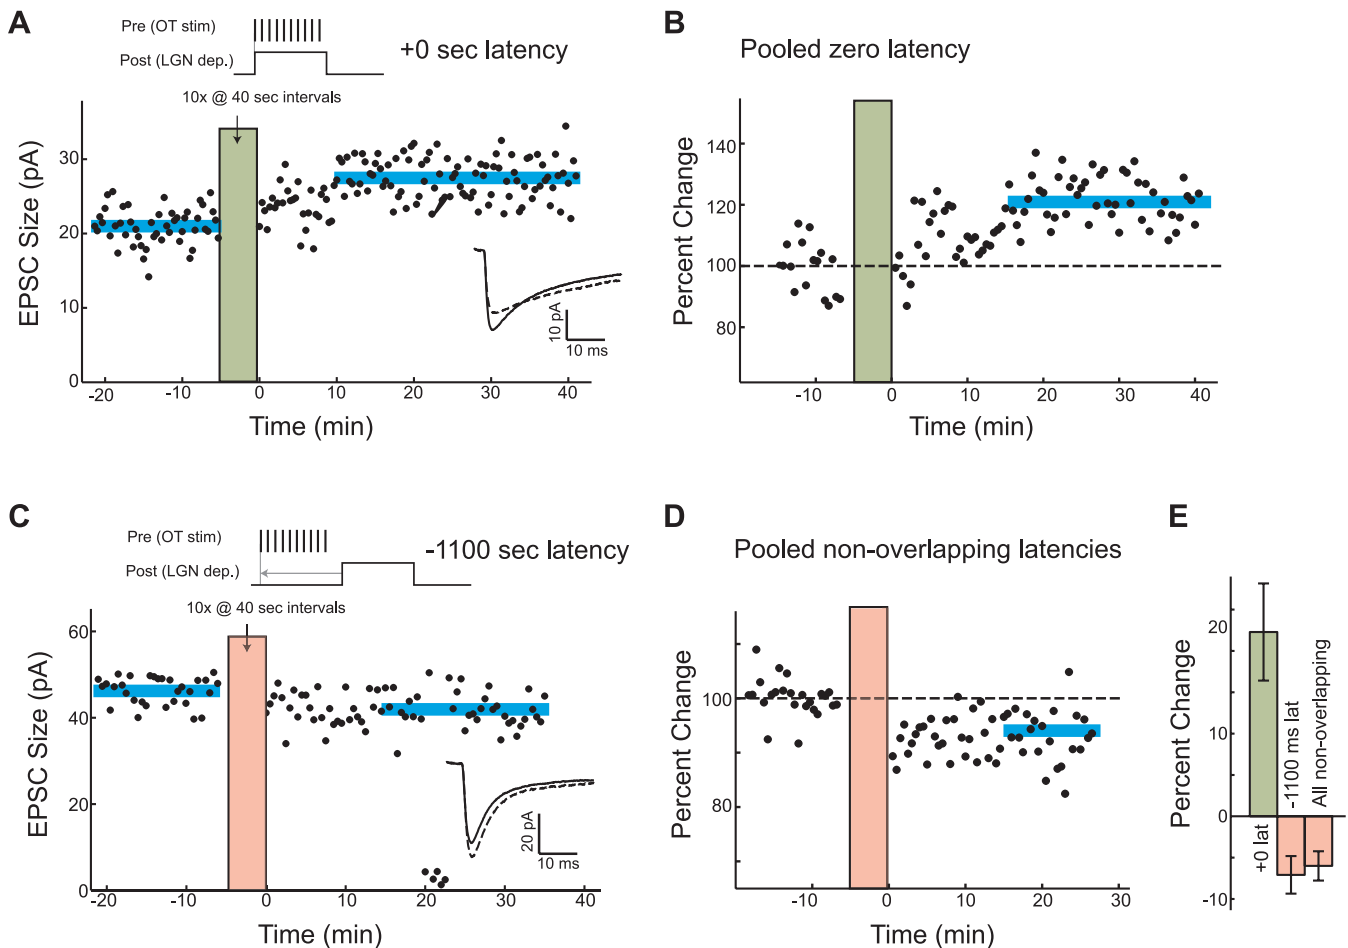 A
Pre (OT stim)
Post (LGN dep.)
+0 sec latency
10x @ 40 sec intervals
EPSC Size (pA)
30
20
10
0
10 pA
10 ms
-20 -10 0 10 20 30 40
Time (min)
B
Pooled zero latency
Percent Change
140
120
100
80
-10 0 10 20 30 40
Time (min)
C
Pre (OT stim)
Post (LGN dep.)
-1100 sec latency
10x @ 40 sec intervals
EPSC Size (pA)
60
40
20
0
20 pA
10 ms
-20 -10 0 10 20 30 40
Time (min)
D
Pooled non-overlapping latencies
Percent Change
100
80
-10 0 10 20 30
Time (min)
E
Percent Change
20
10
0
-10
+0 lat
-1100 ms lat
All non-overlapping